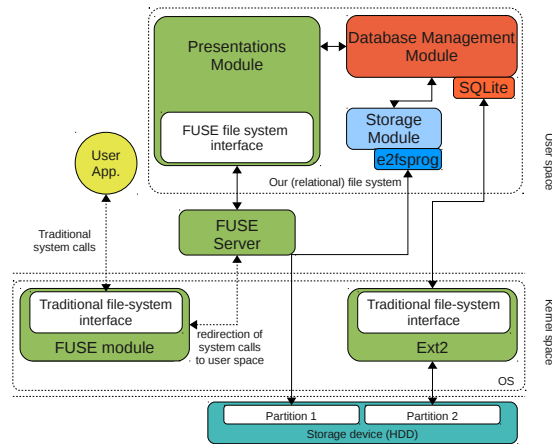 Presentations
Module
Database Management
Module
SQLite
FUSE file system
interface
Storage
Module
e2fsprog
User
App.
Our (relational) file system
User space
Traditional
system calls
FUSE
Server
Traditional file-system
interface
FUSE module
redirection of
system calls
to user space
Traditional file-system
interface
Ext2
Kernel space
OS
Partition 1
Partition 2
Storage device (HDD)